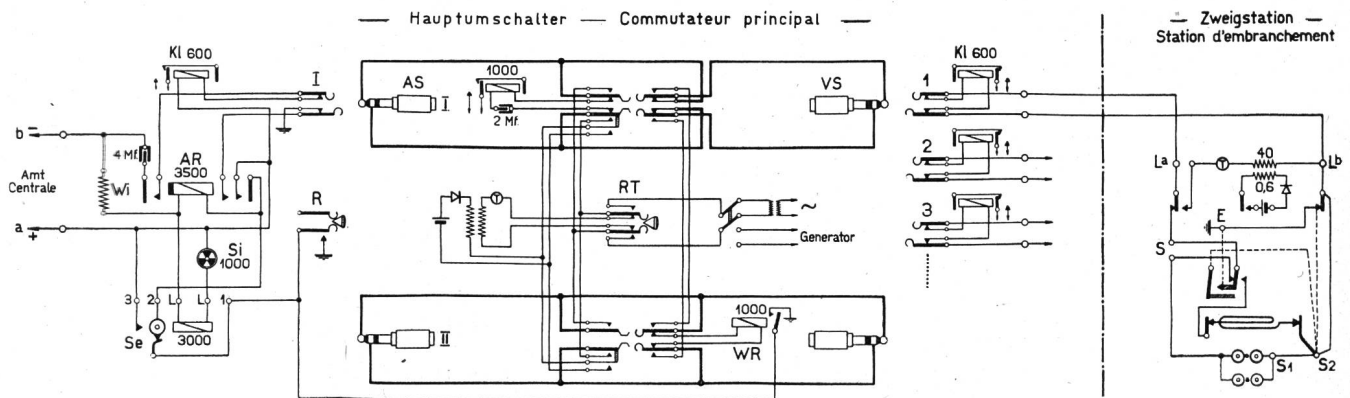 — Hauptumschalter — Commutateur principal —
— Zweigstation —
Station d'embranchement
Kl 600
I
AS
I
1000
2 Mf.
VS
1
Kl 600
b −
4 Mf.
AR
3500
Wi
Amt
Centrale
a +
Si
1000
3 2 L L 1
Se
3000
R
T
RT
~
Generator
2
3
La
T
40
Lb
0,6
E
S
S1
S2
II
1000
WR